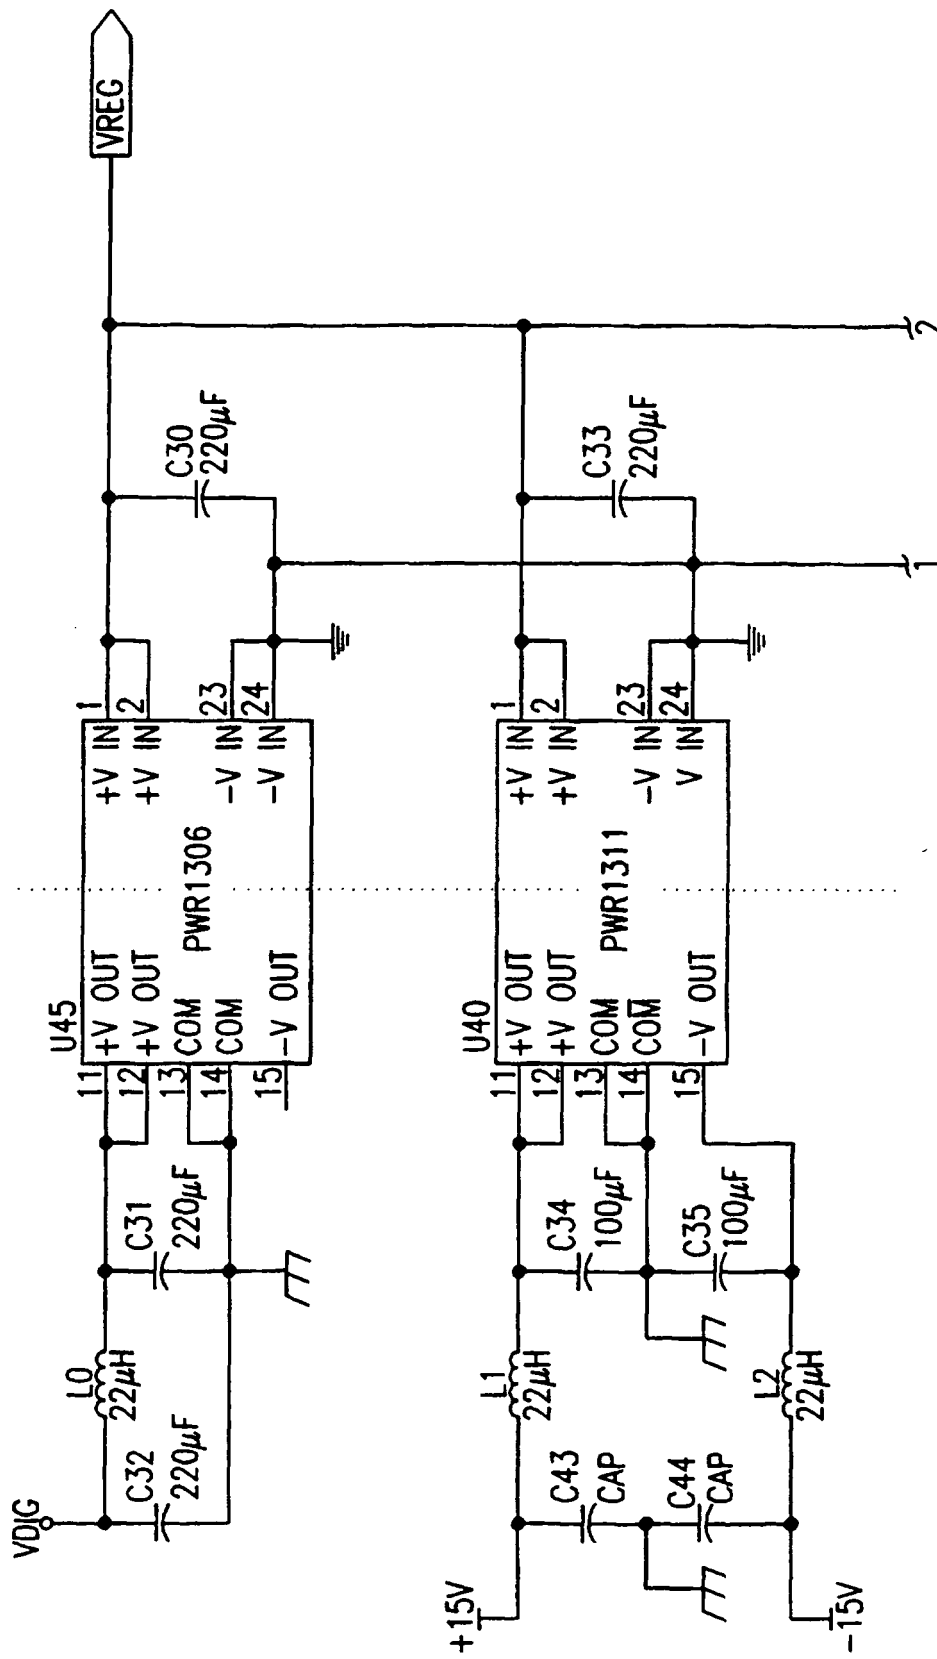 VDIG
C32
220μF
L0
22μH
C31
220μF
U45
11
12
13
14
15
+V OUT
+V OUT
COM
COM
-V OUT
PWR1306
+V IN
+V IN
-V IN
-V IN
1
2
23
24
C30
220μF
VREG
+15V
-15V
C43
CAP
C44
CAP
L1
22μH
L2
22μH
C34
100μF
C35
100μF
U40
11
12
13
14
15
+V OUT
+V OUT
COM
COM
-V OUT
PWR1311
+V IN
+V IN
-V IN
V IN
1
2
23
24
C33
220μF
1
2